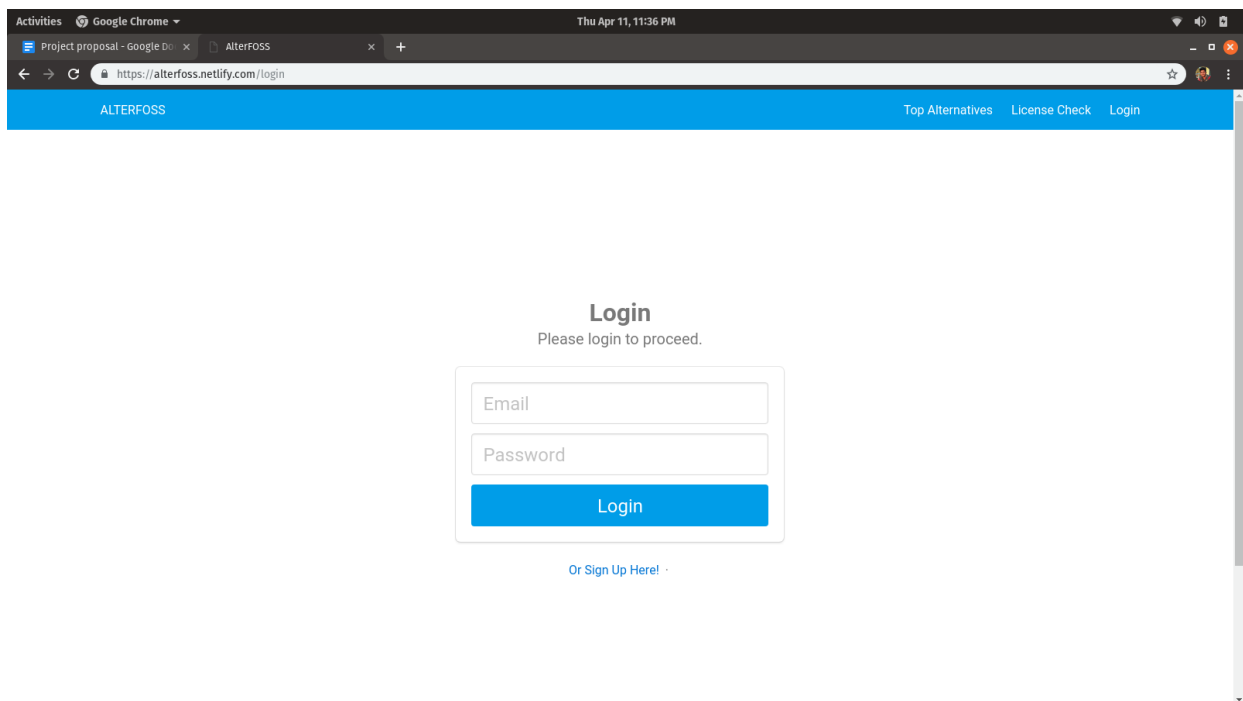 Activities Google Chrome Thu Apr 11, 11:36 PM
Project proposal - Google Do AlterFOSS
https://alterfoss.netlify.com/login
ALTERFOSS Top Alternatives License Check Login
Login
Please login to proceed.
Email
Password
Login
Or Sign Up Here! ·